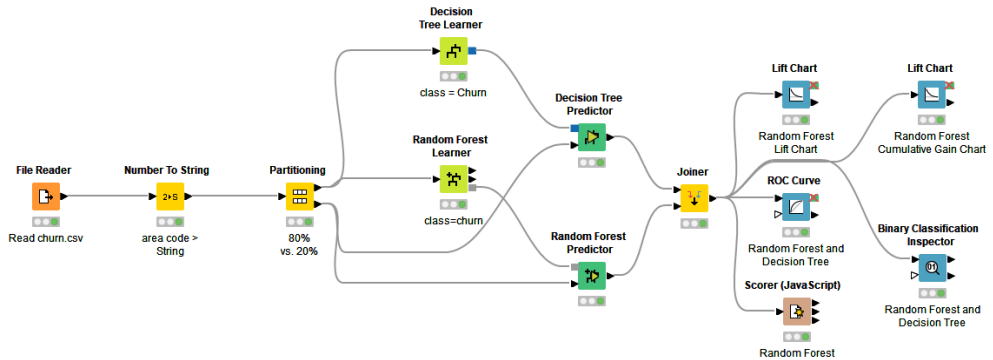 Decision
Tree Learner
class = Churn
Lift Chart
Random Forest
Lift Chart
Lift Chart
Random Forest
Cumulative Gain Chart
Decision Tree
Predictor
Random Forest
Learner
class=churn
File Reader
Read churn.csv
Number To String
2▸S
area code >
String
Partitioning
80%
vs. 20%
Joiner
ROC Curve
Random Forest and
Decision Tree
Random Forest
Predictor
Binary Classification
Inspector
01
Random Forest and
Decision Tree
Scorer (JavaScript)
Random Forest